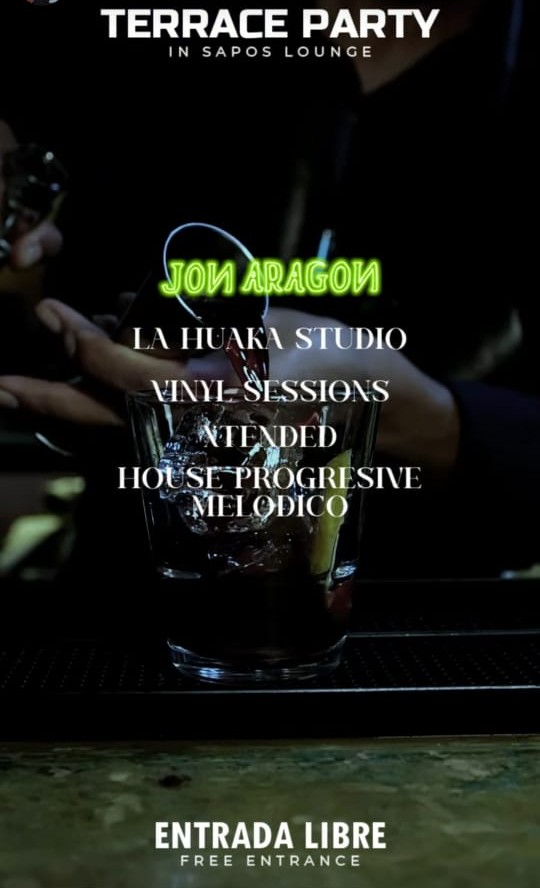 TERRACE PARTY
IN SAPOS LOUNGE
JON ARAGON
LA HUAKA STUDIO
VINYL SESSIONS
XTENDED
HOUSE PROGRESIVE
MELODICO
ENTRADA LIBRE
FREE ENTRANCE